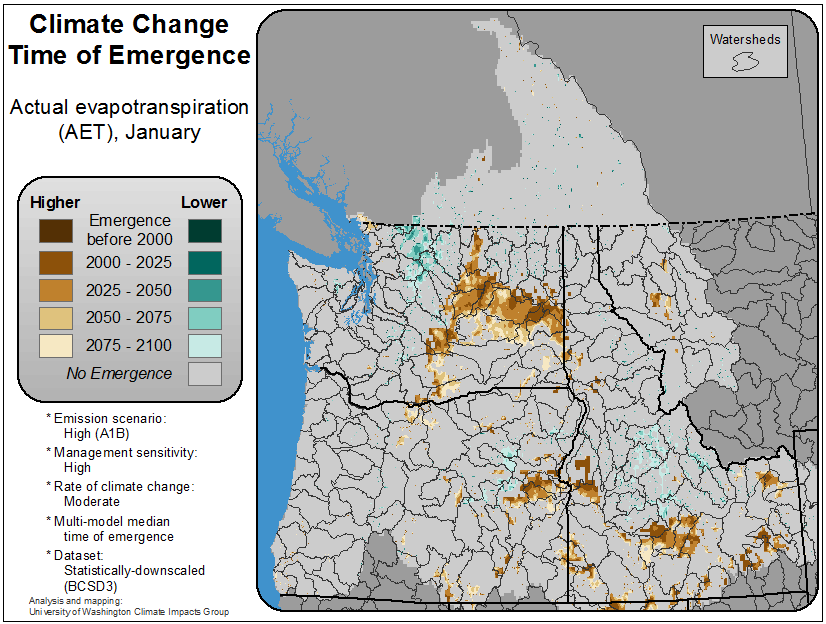 Climate Change
Time of Emergence
Actual evapotranspiration
(AET), January
Higher Lower
Emergence
before 2000
2000 - 2025
2025 - 2050
2050 - 2075
2075 - 2100
No Emergence
* Emission scenario:
High (A1B)
* Management sensitivity:
High
* Rate of climate change:
Moderate
* Multi-model median
time of emergence
* Dataset:
Statistically-downscaled
(BCSD3)
Analysis and mapping:
University of Washington Climate Impacts Group
Watersheds